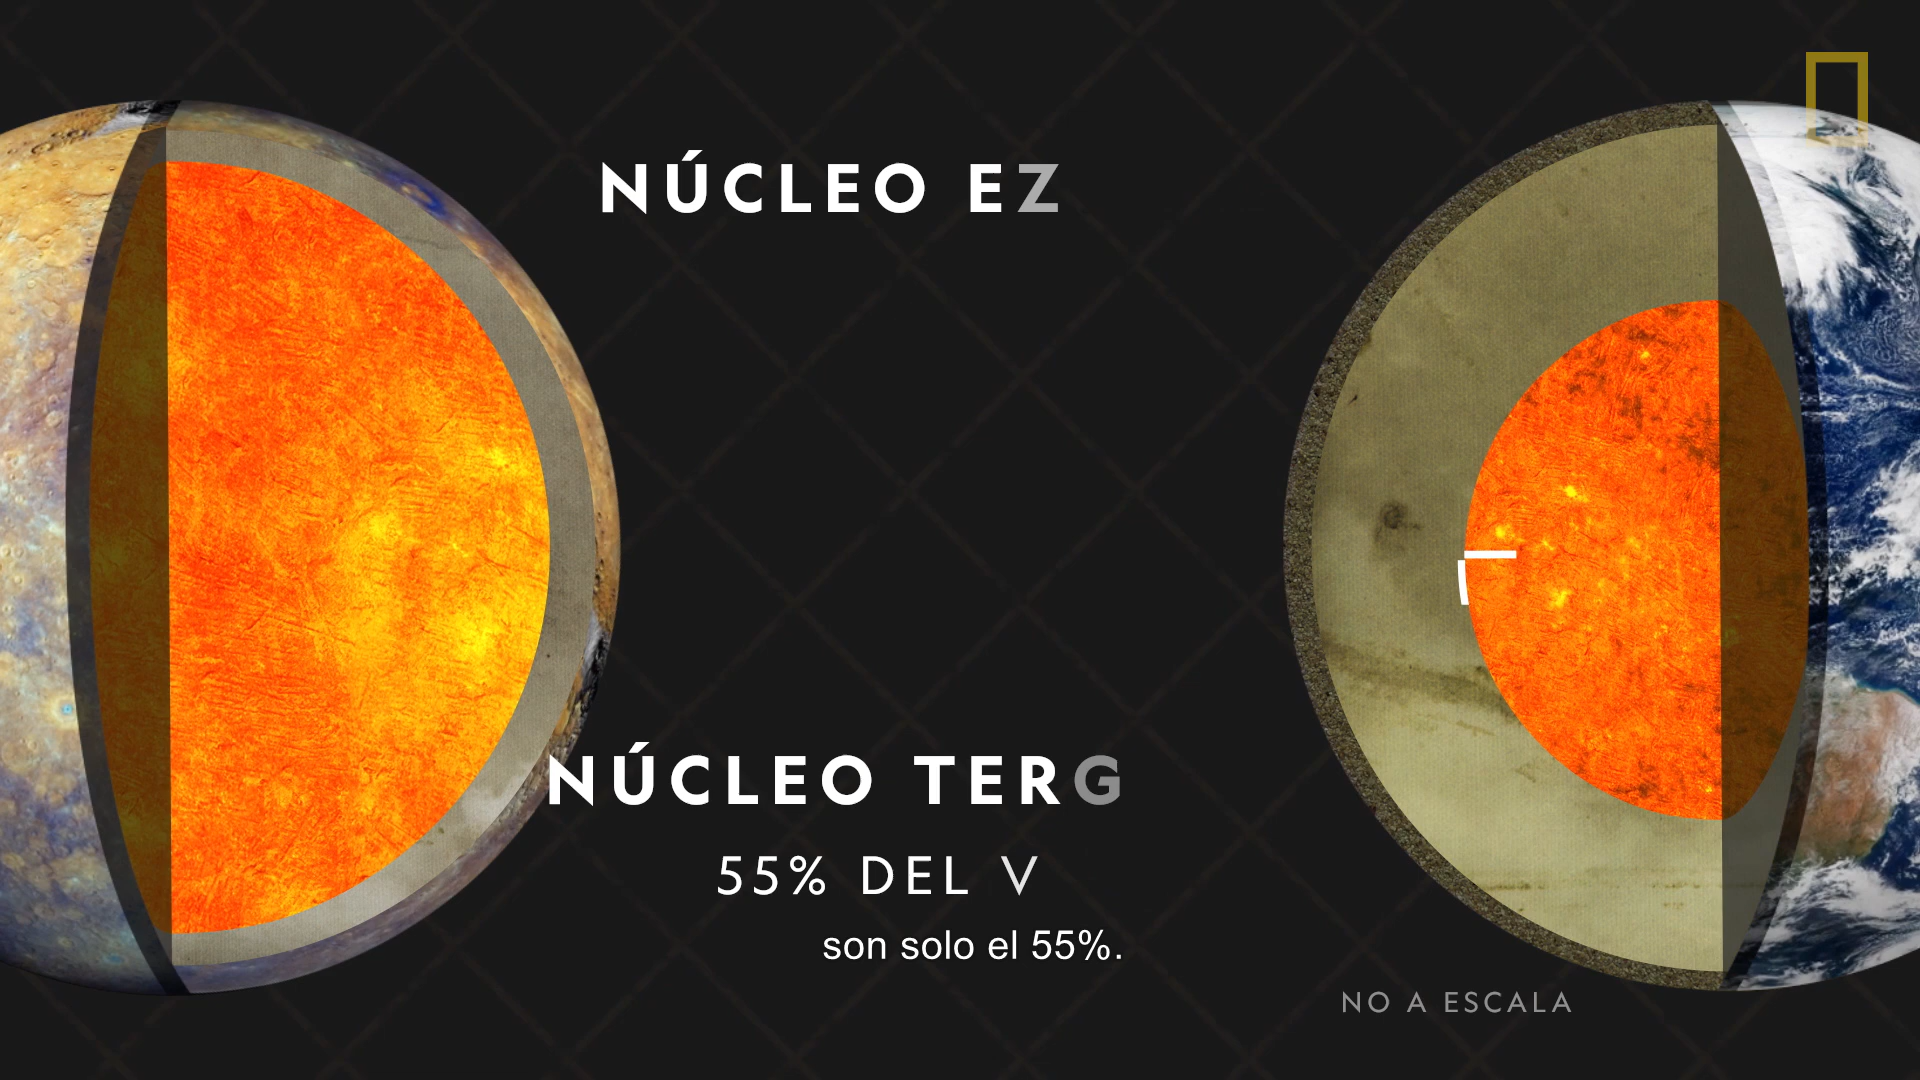 NÚCLEO EZ
NÚCLEO TERG
55% DEL V
son solo el 55%.
NO A ESCALA